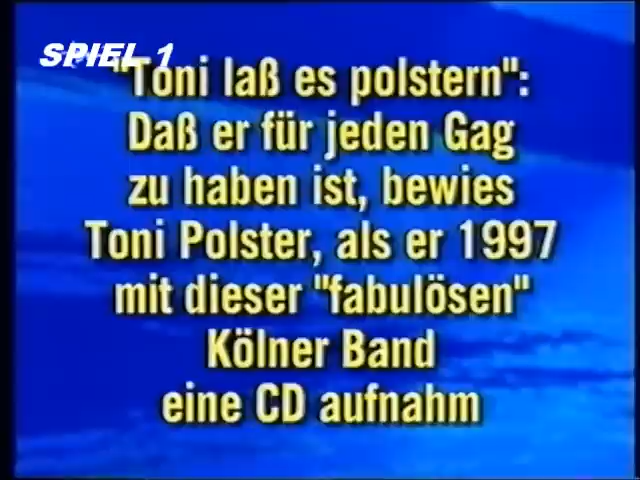 SPIEL 1
"Toni laß es polstern":
Daß er für jeden Gag
zu haben ist, bewies
Toni Polster, als er 1997
mit dieser "fabulösen"
Kölner Band
eine CD aufnahm